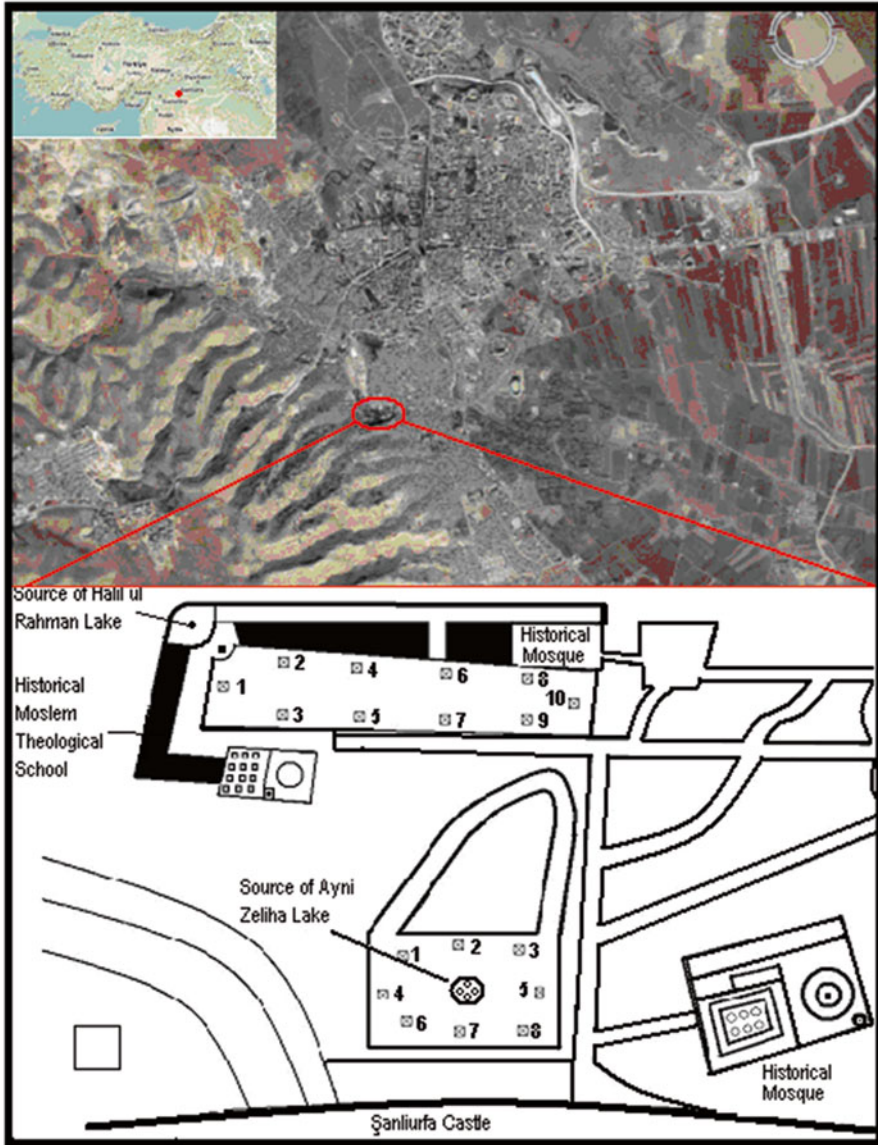 Source of Halil ul
Rahman Lake
Historical
Mosque
Historical
Moslem
Theological
School
1
2
4
6
8
10
3
5
7
9
Source of Ayni
Zeliha Lake
1
2
3
4
5
6
7
8
Historical
Mosque
Şanliurfa Castle